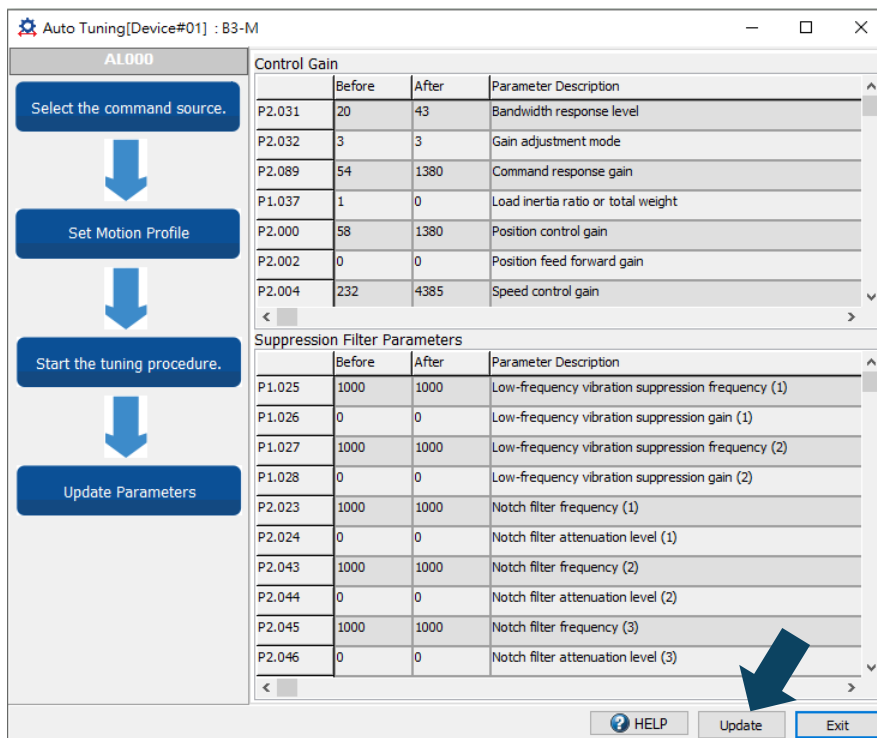 Auto Tuning[Device#01] : B3-M
AL000
Select the command source.
Set Motion Profile
Start the tuning procedure.
Update Parameters
Control Gain
Before After Parameter Description
P2.031 20 43 Bandwidth response level
P2.032 3 3 Gain adjustment mode
P2.089 54 1380 Command response gain
P1.037 1 0 Load inertia ratio or total weight
P2.000 58 1380 Position control gain
P2.002 0 0 Position feed forward gain
P2.004 232 4385 Speed control gain
Suppression Filter Parameters
Before After Parameter Description
P1.025 1000 1000 Low-frequency vibration suppression frequency (1)
P1.026 0 0 Low-frequency vibration suppression gain (1)
P1.027 1000 1000 Low-frequency vibration suppression frequency (2)
P1.028 0 0 Low-frequency vibration suppression gain (2)
P2.023 1000 1000 Notch filter frequency (1)
P2.024 0 0 Notch filter attenuation level (1)
P2.043 1000 1000 Notch filter frequency (2)
P2.044 0 0 Notch filter attenuation level (2)
P2.045 1000 1000 Notch filter frequency (3)
P2.046 0 0 Notch filter attenuation level (3)
HELP Update Exit